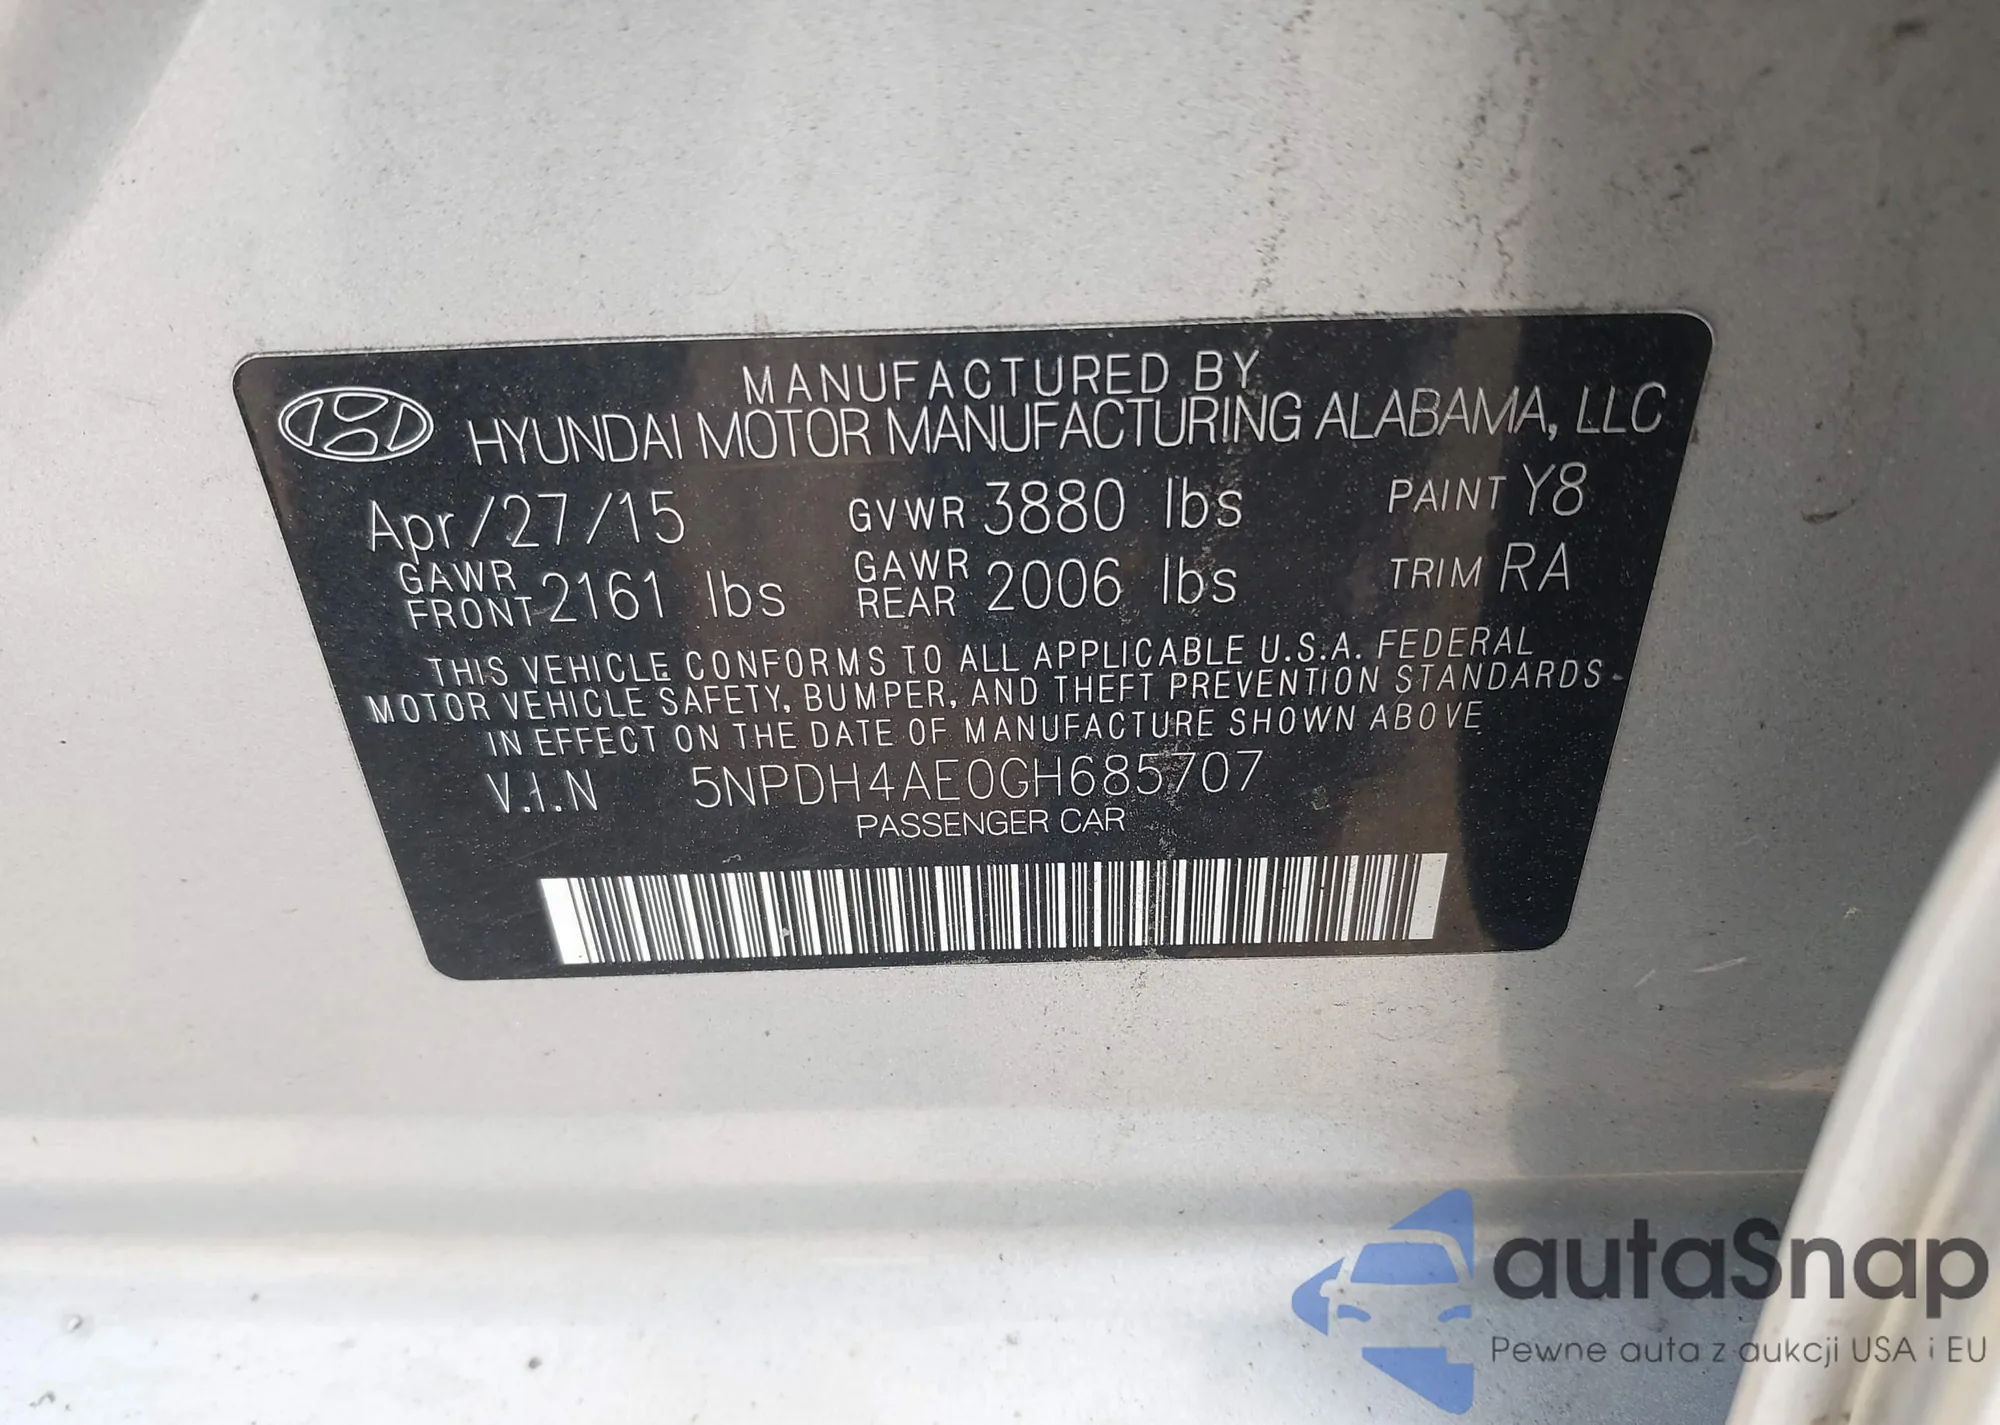 MANUFACTURED BY
HYUNDAI MOTOR MANUFACTURING ALABAMA, LLC
Apr/27/15 GVWR 3880 lbs PAINT Y8
GAWR FRONT 2161 lbs GAWR REAR 2006 lbs TRIM RA
THIS VEHICLE CONFORMS TO ALL APPLICABLE U.S.A. FEDERAL
MOTOR VEHICLE SAFETY, BUMPER, AND THEFT PREVENTION STANDARDS
IN EFFECT ON THE DATE OF MANUFACTURE SHOWN ABOVE
V.I.N 5NPDH4AE0GH685707
PASSENGER CAR
autaSnap
Pewne auta z aukcji USA i EU